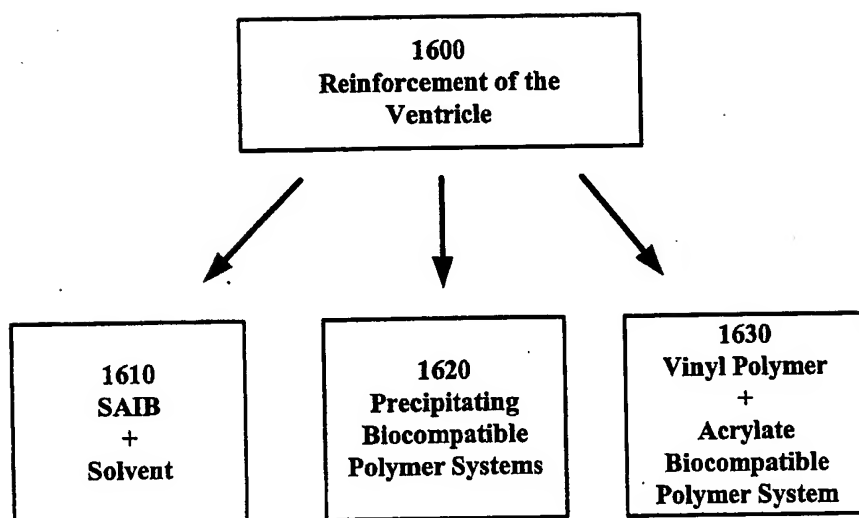 1600
Reinforcement of the
Ventricle
1610
SAIB
+
Solvent
1620
Precipitating
Biocompatible
Polymer Systems
1630
Vinyl Polymer
+
Acrylate
Biocompatible
Polymer System